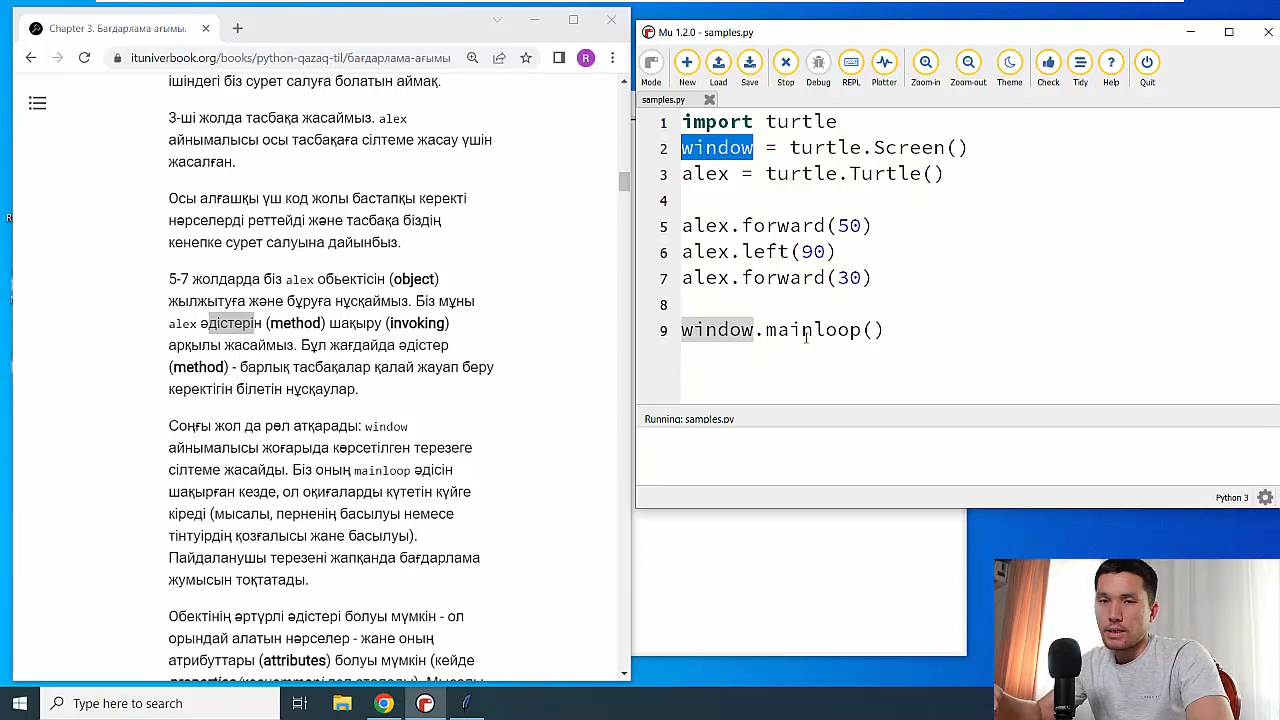 Chapter 3. Бағдарлама ағымы.
ituniverbook.org/books/python-qazaq-til/бағдарлама-ағымы
R
ішіндегі біз сурет салуға болатын аймақ.
3-ші жолда тасбақа жасаймыз. alex
айнымалысы осы тасбақаға сілтеме жасау үшін
жасалған.
Осы алғашқы үш код жолы бастапқы керекті
нәрселерді реттейді және тасбақа біздің
кенепке сурет салуына дайынбыз.
5-7 жолдарда біз alex обьектісін (object)
жылжытуға және бұруға нұсқаймыз. Біз мұны
alex әдістерін (method) шақыру (invoking)
арқылы жасаймыз. Бұл жағдайда әдістер
(method) - барлық тасбақалар қалай жауап беру
керектігін білетін нұсқаулар.
Соңғы жол да рөл атқарады: window
айнымалысы жоғарыда көрсетілген терезеге
сілтеме жасайды. Біз оның mainloop әдісін
шақырған кезде, ол оқиғаларды күтетін күйге
кіреді (мысалы, перненің басылуы немесе
тінтуірдің қозғалысы жане басылуы).
Пайдаланушы терезені жапқанда бағдарлама
жумысын тоқтатады.
Обектінің әртүрлі әдістері болуы мүмкін - ол
орындай алатын нәрселер - жане оның
атрибуттары (attributes) болуы мүмкін (кейде
Mu 1.2.0 - samples.py
Mode New Load Save Stop Debug REPL Plotter Zoom-in Zoom-out Theme Check Tidy Help Quit
samples.py
1 import turtle
2 window = turtle.Screen()
3 alex = turtle.Turtle()
4
5 alex.forward(50)
6 alex.left(90)
7 alex.forward(30)
8
9 window.mainloop()
Running: samples.py
Python 3
Type here to search